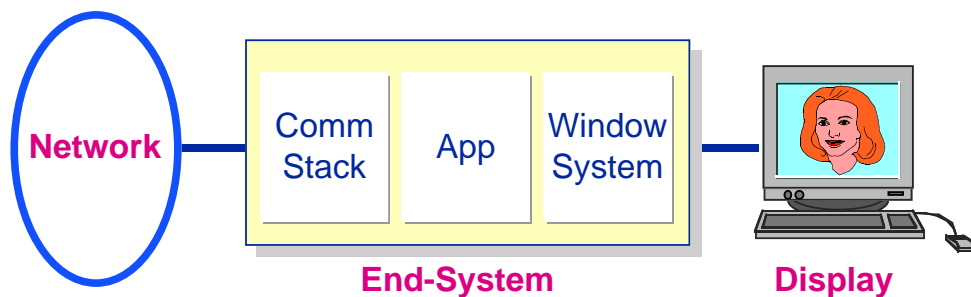 Network
Comm
Stack
App
Window
System
End-System
Display